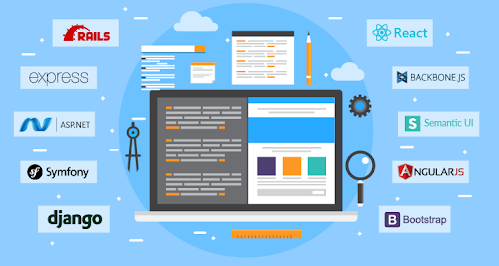 RAILS
express
ASP.NET
Symfony
django
React
BACKBONE.JS
Semantic UI
ANGULARJS
Bootstrap